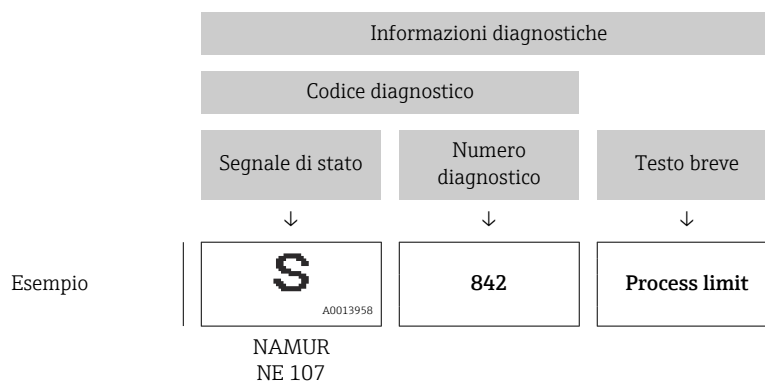 Informazioni diagnostiche
Codice diagnostico
Segnale di stato
Numero
diagnostico
Testo breve
↓ ↓ ↓
Esempio
S
A0013958
842
Process limit
NAMUR
NE 107